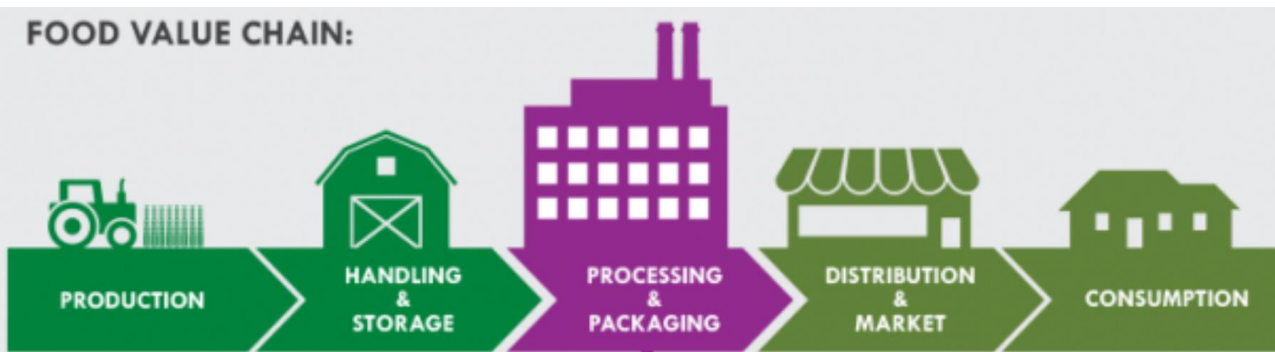 FOOD VALUE CHAIN:
PRODUCTION
HANDLING
&
STORAGE
PROCESSING
&
PACKAGING
DISTRIBUTION
&
MARKET
CONSUMPTION